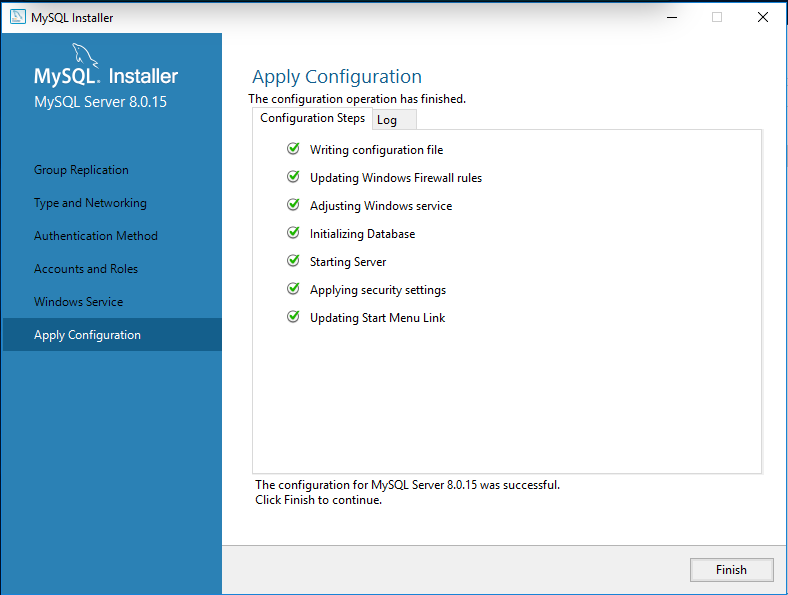 MySQL Installer
MySQL. Installer
MySQL Server 8.0.15
Group Replication
Type and Networking
Authentication Method
Accounts and Roles
Windows Service
Apply Configuration
Apply Configuration
The configuration operation has finished.
Configuration Steps Log
Writing configuration file
Updating Windows Firewall rules
Adjusting Windows service
Initializing Database
Starting Server
Applying security settings
Updating Start Menu Link
The configuration for MySQL Server 8.0.15 was successful.
Click Finish to continue.
Finish